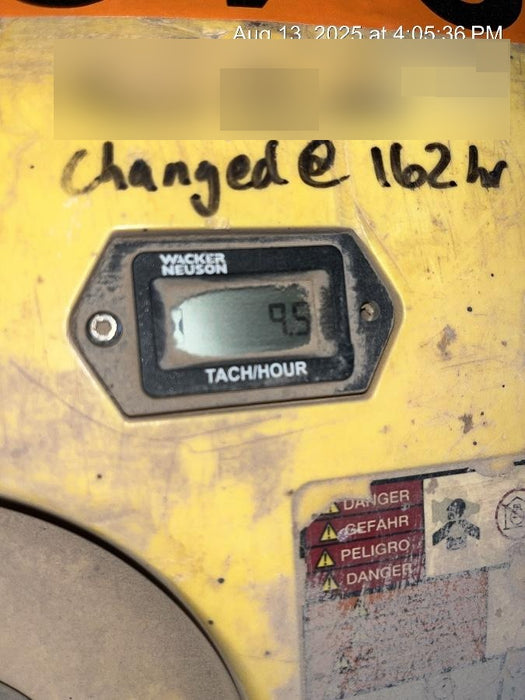 Aug 13, 2025 at 4:05:36 PM
Changed @ 162 hr
WACKER
NEUSON
9.5
TACH/HOUR
DANGER
GEFAHR
PELIGRO
DANGER